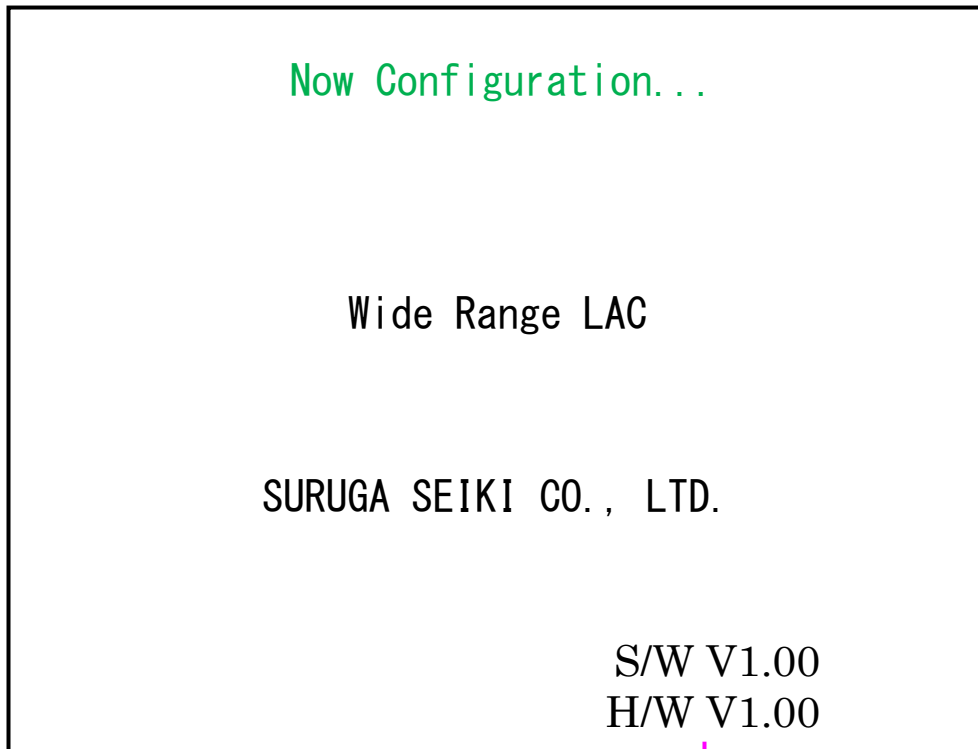 Now Configuration...
Wide Range LAC
SURUGA SEIKI CO., LTD.
S/W V1.00
H/W V1.00